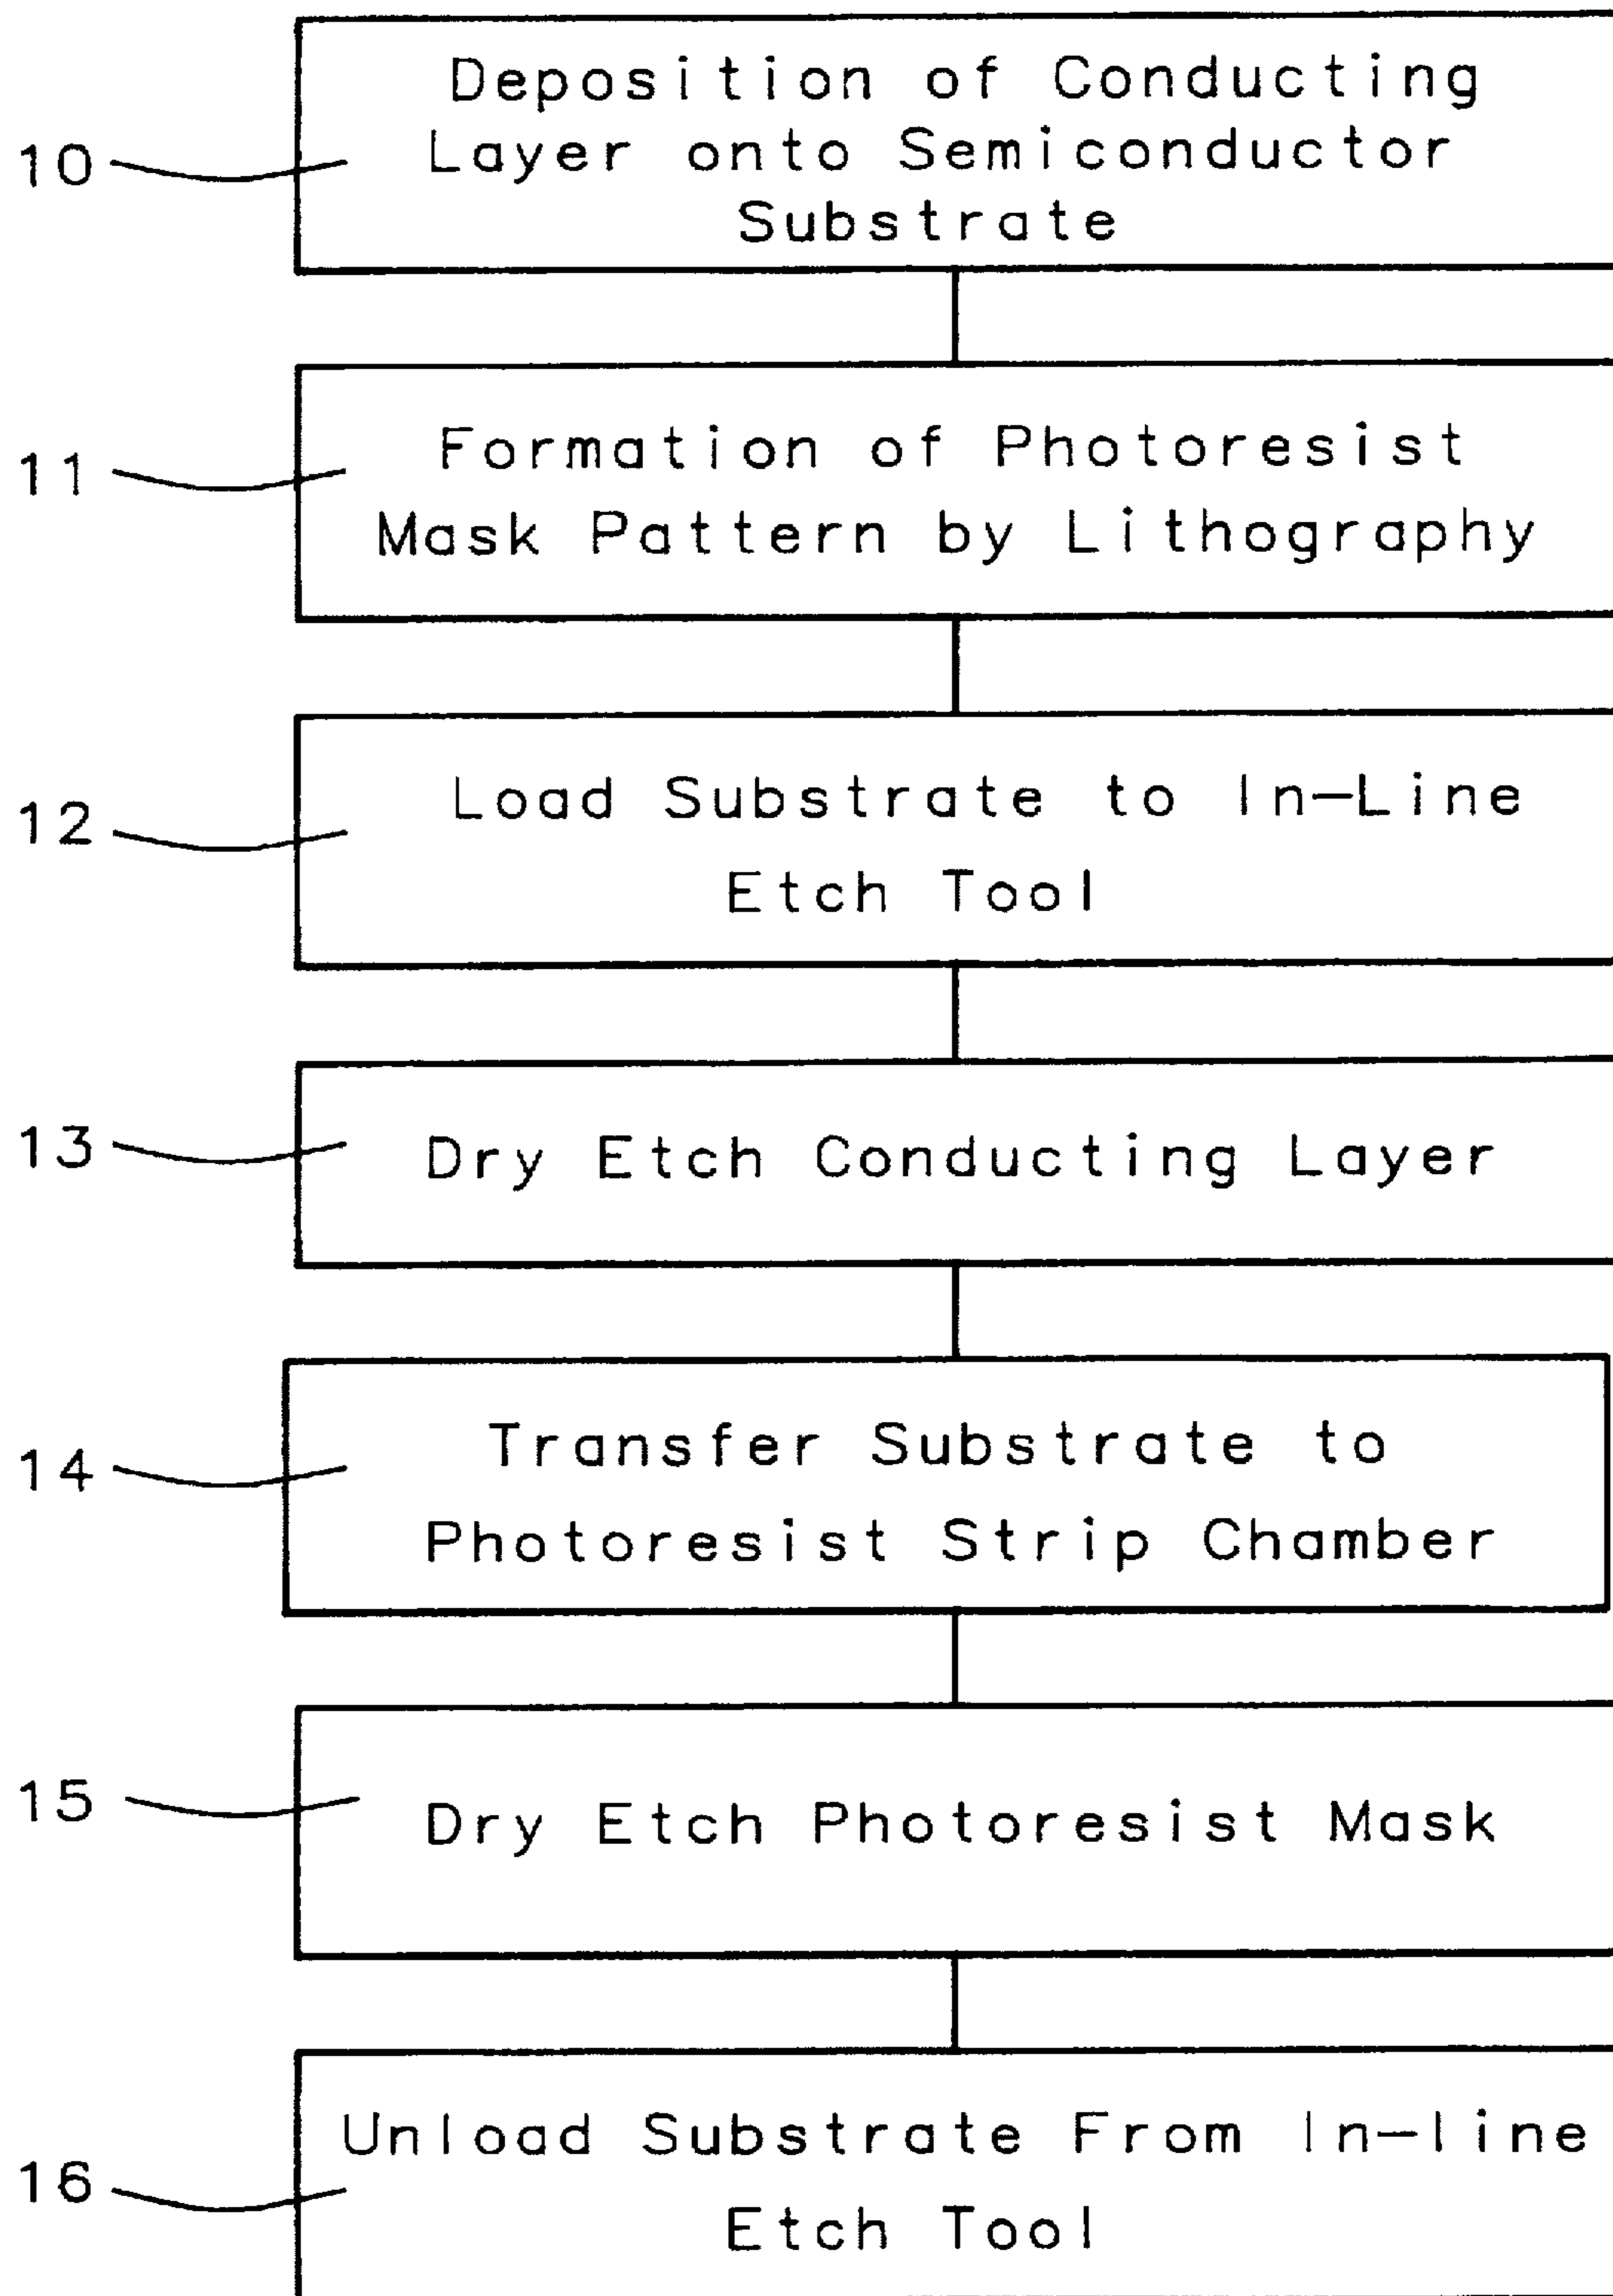 10
Deposition of Conducting
Layer onto Semiconductor
Substrate
11
Formation of Photoresist
Mask Pattern by Lithography
12
Load Substrate to In-Line
Etch Tool
13
Dry Etch Conducting Layer
14
Transfer Substrate to
Photoresist Strip Chamber
15
Dry Etch Photoresist Mask
16
Unload Substrate From In-line
Etch Tool